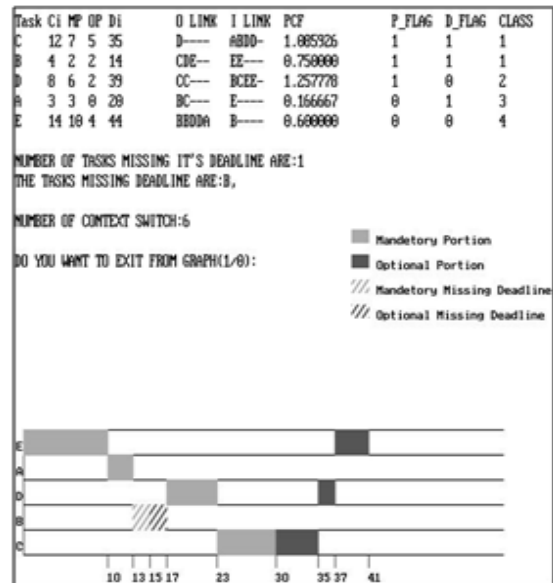 Task Ci MP OP Di O LINK I LINK PCF P_FLAG D_FLAG CLASS
C 12 7 5 35 D---- ABDD- 1.085926 1 1 1
B 4 2 2 14 CDE-- EE--- 0.750000 1 1 1
D 8 6 2 39 CC--- BCEE- 1.257778 1 0 2
A 3 3 0 20 BC--- E---- 0.166667 0 1 3
E 14 10 4 44 BBDDA B---- 0.600000 0 0 4
NUMBER OF TASKS MISSING IT'S DEADLINE ARE:1
THE TASKS MISSING DEADLINE ARE:B,
NUMBER OF CONTEXT SWITCH:6
DO YOU WANT TO EXIT FROM GRAPH(1/0):
Mandetory Portion
Optional Portion
Mandetory Missing Deadline
Optional Missing Deadline
E
A
D
B
C
10 13 15 17 23 30 35 37 41